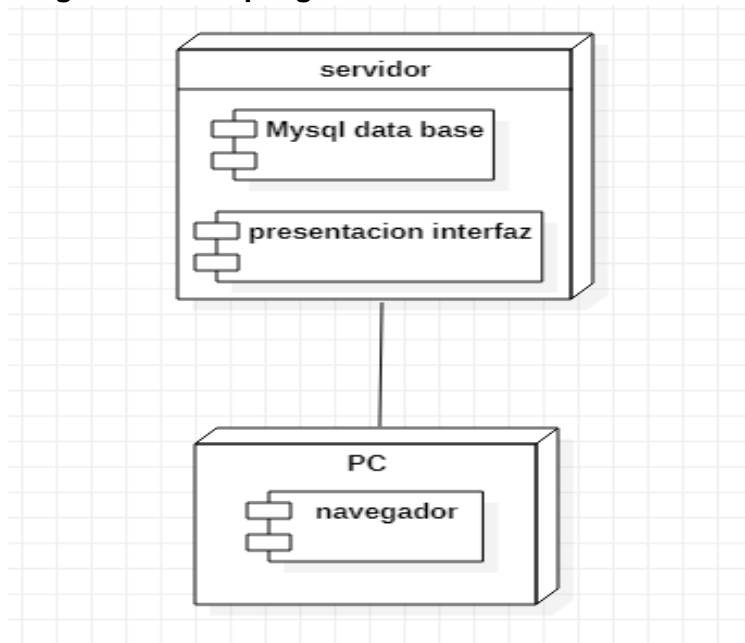 servidor
Mysql data base
presentacion interfaz
PC
navegador